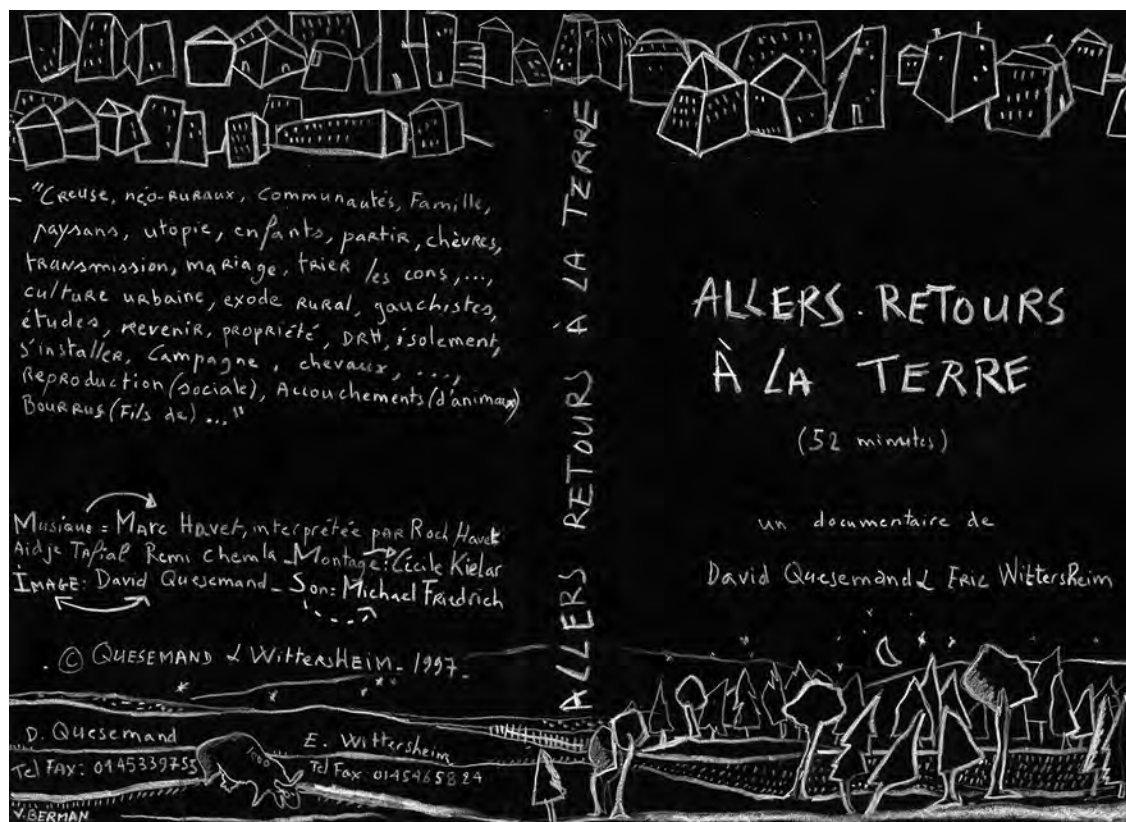 "Creuse, néo-ruraux, communautés, Famille,
paysans, utopie, enfants, partir, chèvres,
transmission, mariage, trier les cons,...,
culture urbaine, exode rural, gauchistes,
études, revenir, propriété, DRH, isolement,
s'installer, Campagne, chevaux, ...,
Reproduction (sociale), Accouchements (d'animaux)
Bourrus (Fils de) ..."
Musique = Marc Havet, interprétée par Roch Havet
Aidje Tafial Remi Chemla - Montage: Cécile Kielar
Image: David Quesemand - Son: Michael Friedrich
. © QUESEMAND & WITTERSHEIM - 1997 -
D. Quesemand
Tel FAX: 0145339755
E. Wittersheim
Tel Fax 0145465824
V.BERMAN
ALLERS RETOURS À LA TERRE
ALLERS.RETOURS
À LA TERRE
(52 minutes)
un documentaire de
David Quesemand & Eric Wittersheim